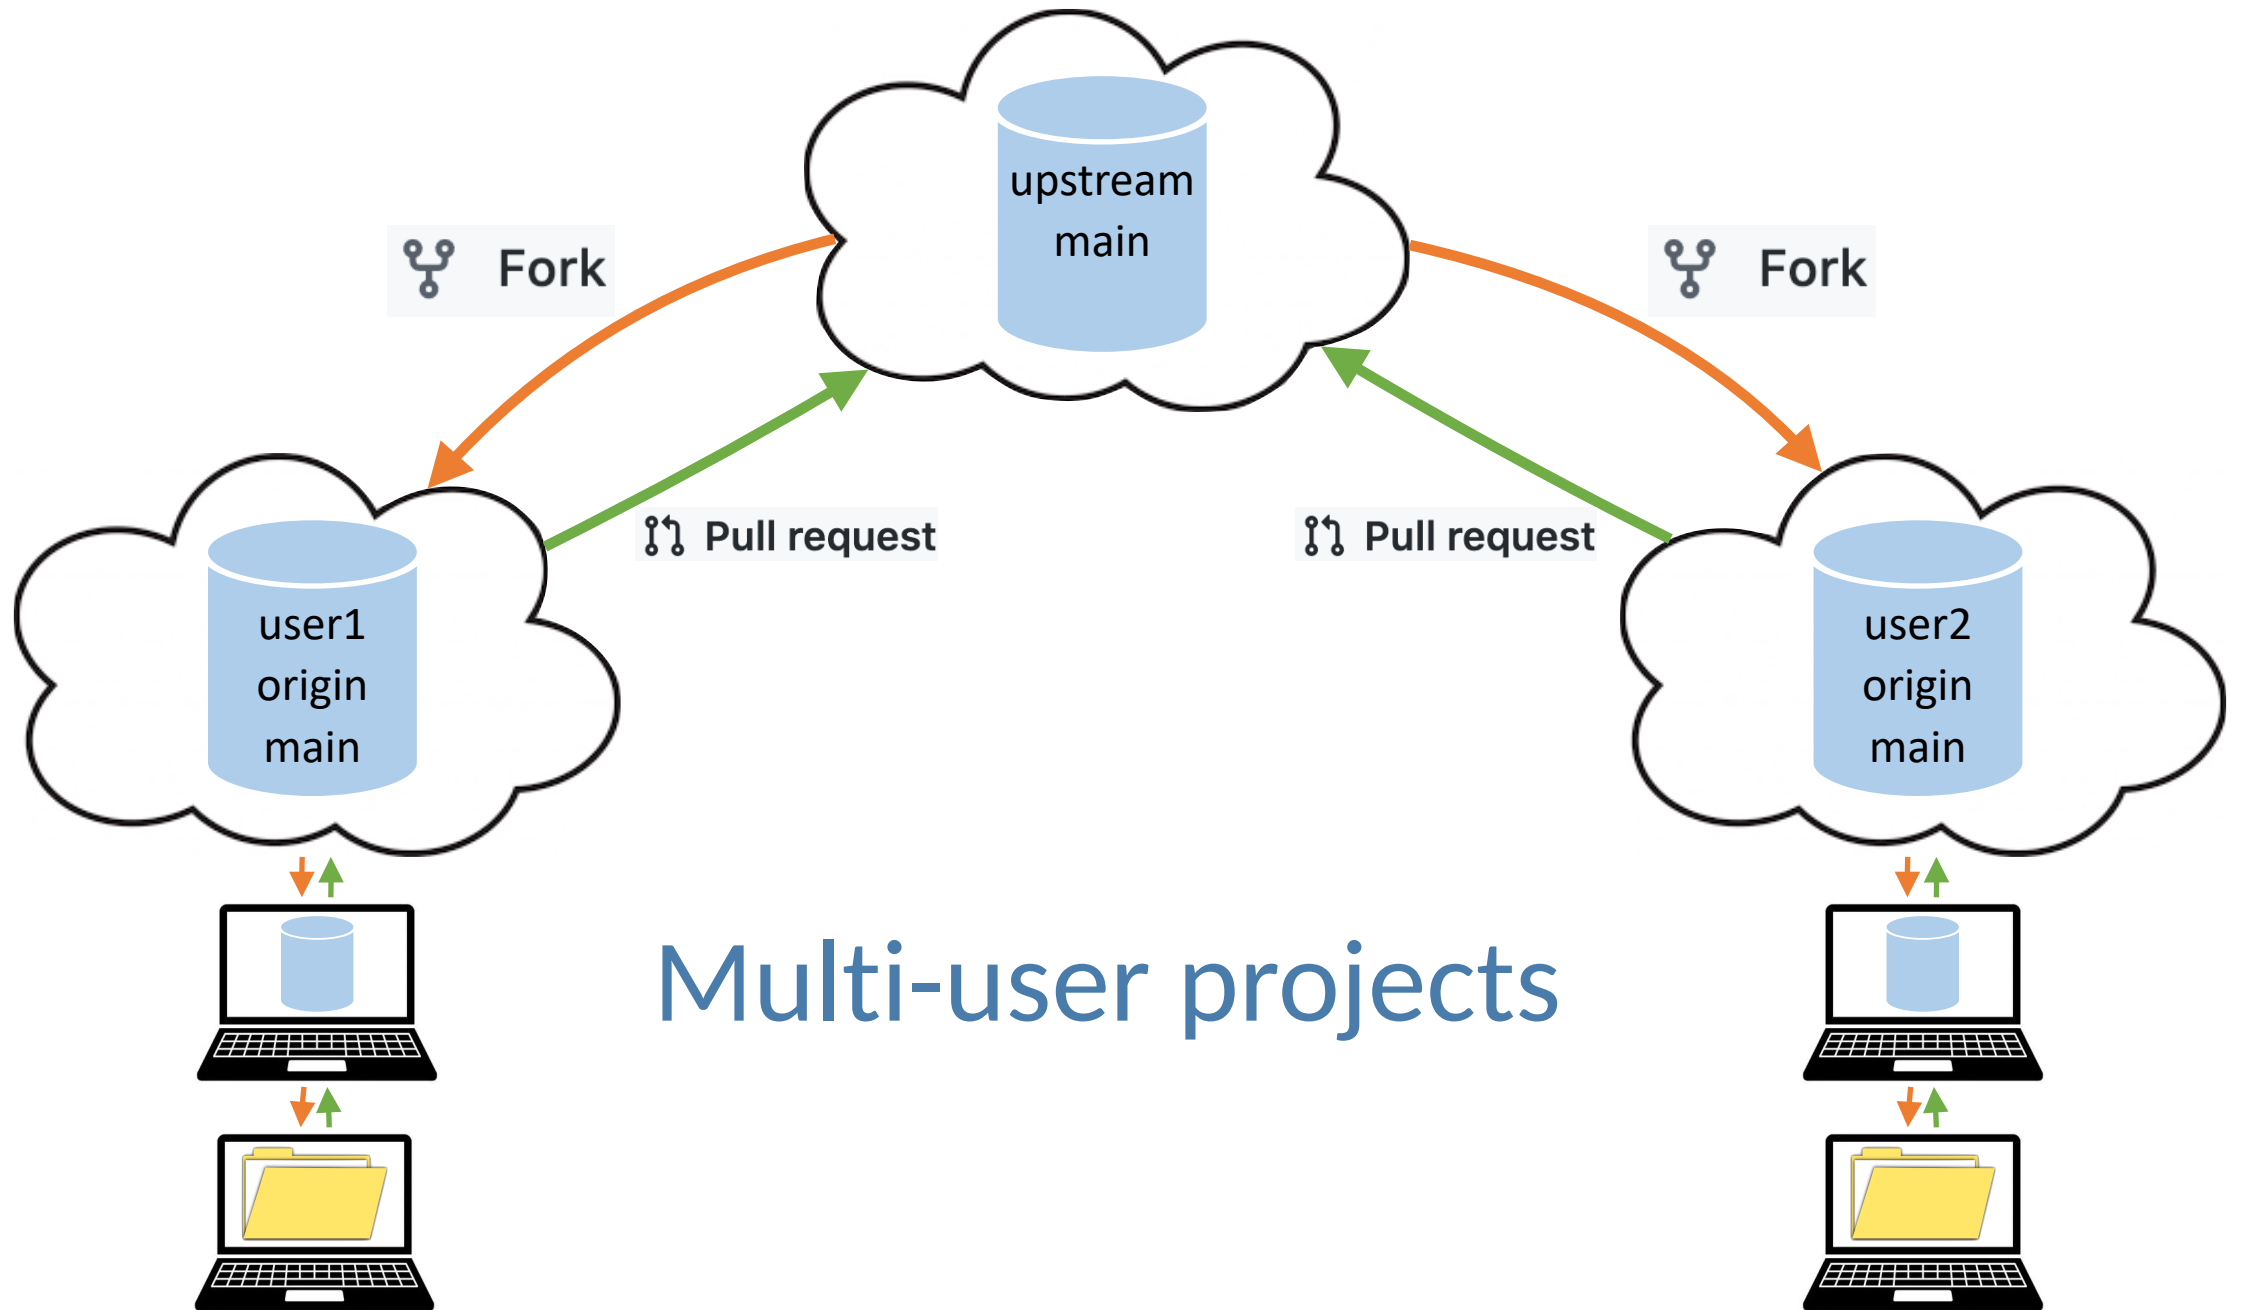 upstream
main
Fork
Fork
Pull request
Pull request
user1
origin
main
user2
origin
main
Multi-user projects